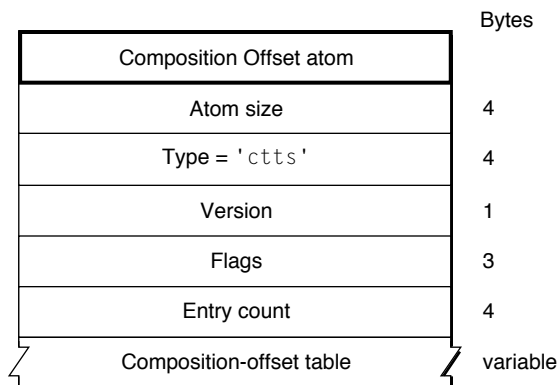 Bytes
Composition Offset atom
Atom size 4
Type = 'ctts' 4
Version 1
Flags 3
Entry count 4
Composition-offset table variable